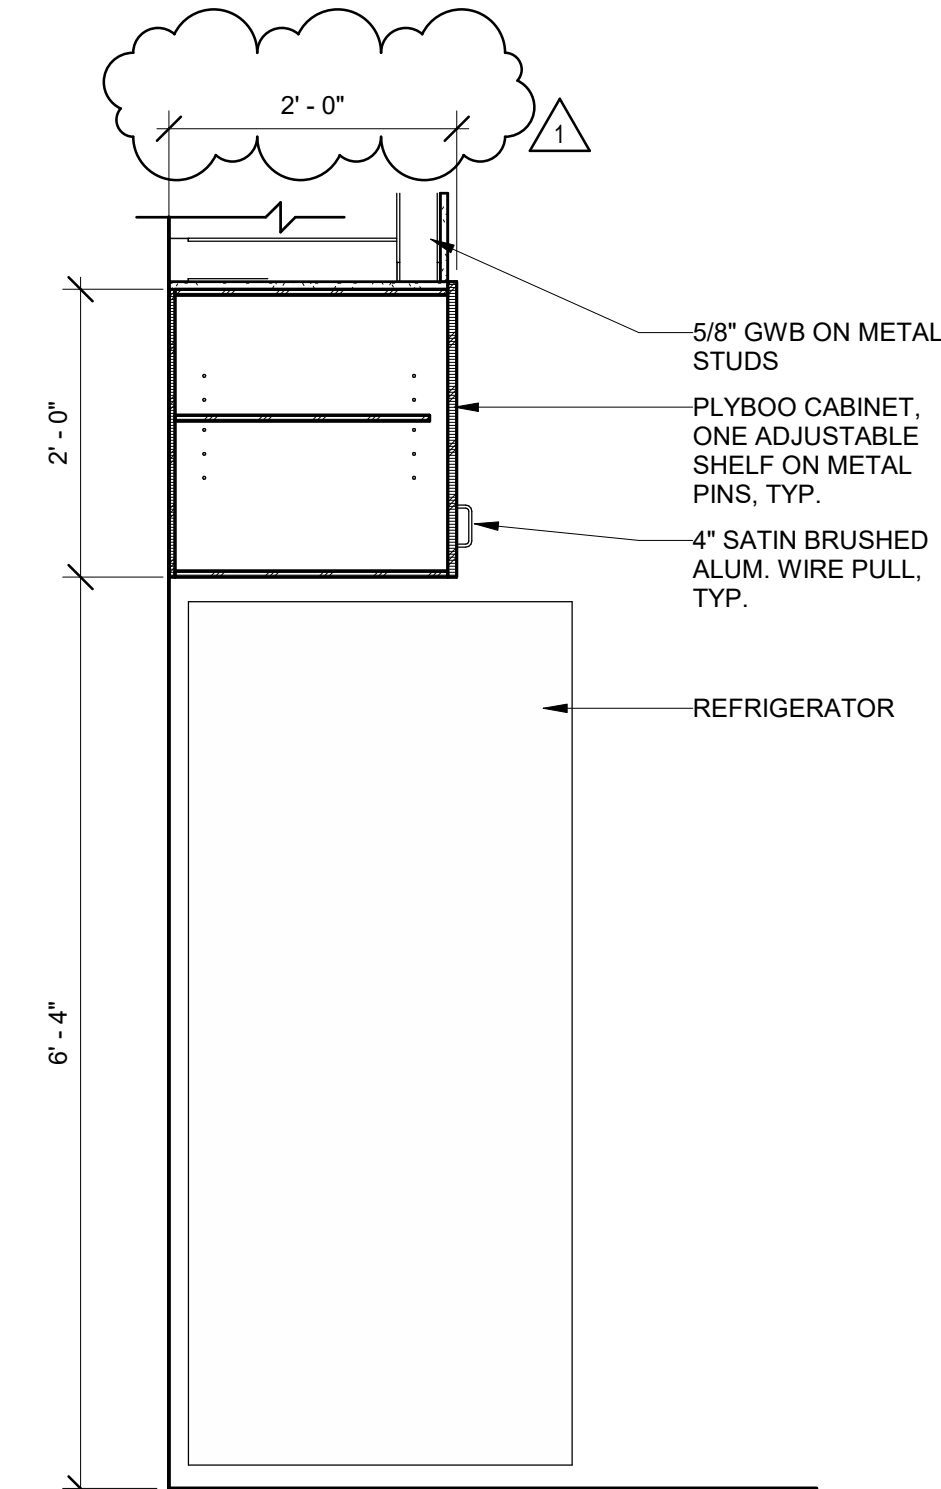 2' - 0"
1
5/8" GWB ON METAL
STUDS
2' - 0"
PLYBOO CABINET,
ONE ADJUSTABLE
SHELF ON METAL
PINS, TYP.
4" SATIN BRUSHED
ALUM. WIRE PULL,
TYP.
REFRIGERATOR
6' - 4"